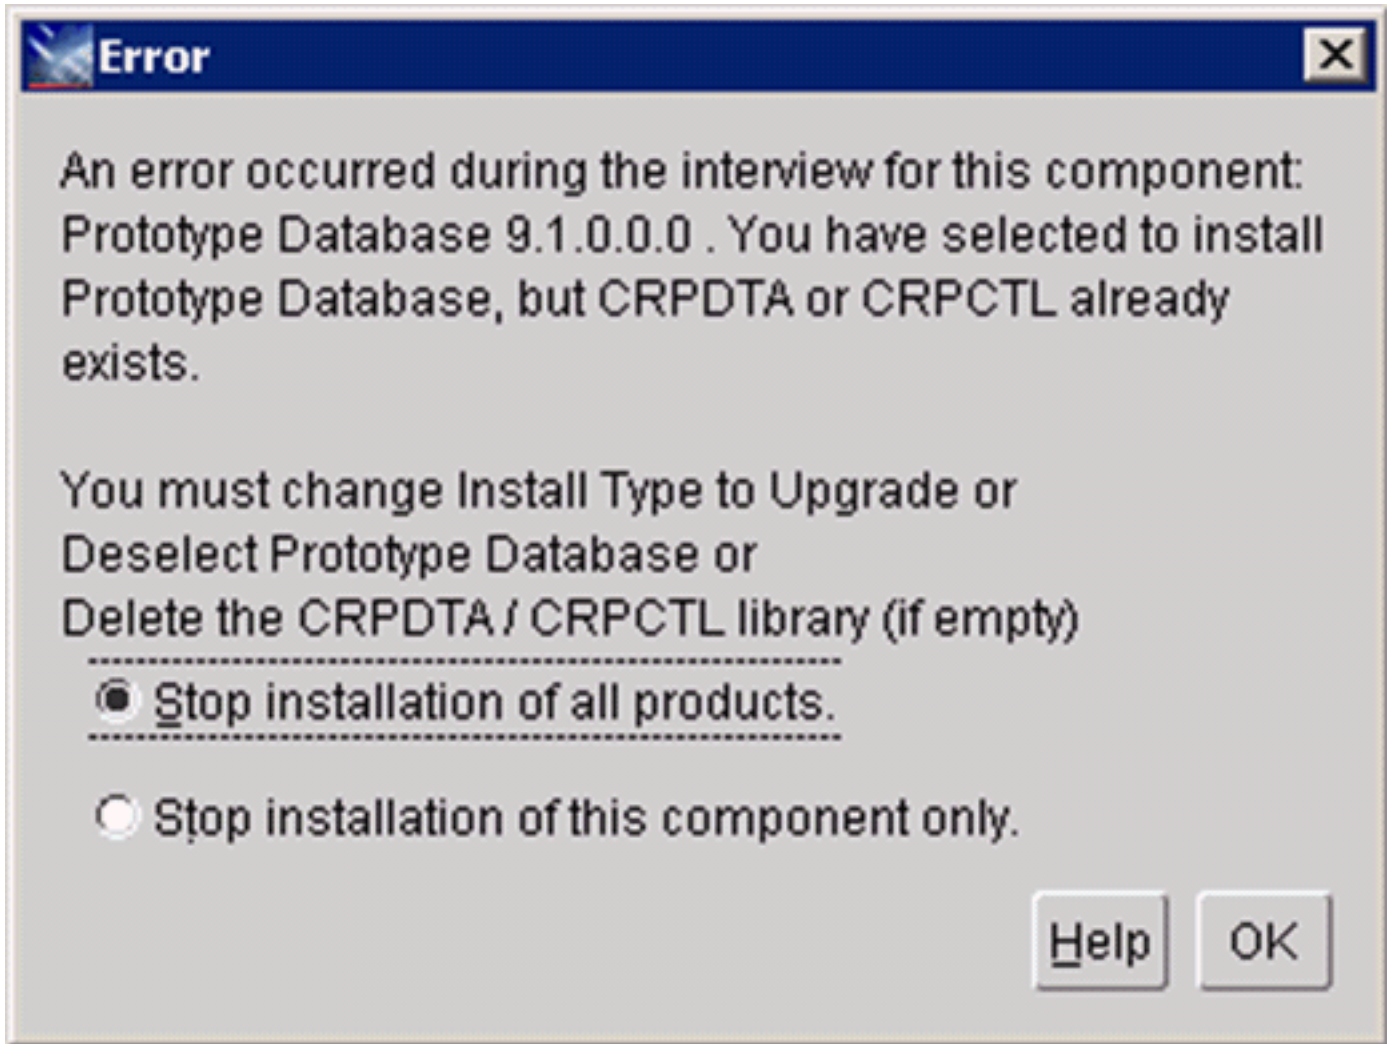 Error
An error occurred during the interview for this component:
Prototype Database 9.1.0.0.0 . You have selected to install
Prototype Database, but CRPDTA or CRPCTL already
exists.
You must change Install Type to Upgrade or
Deselect Prototype Database or
Delete the CRPDTA / CRPCTL library (if empty)
Stop installation of all products.
Stop installation of this component only.
Help OK